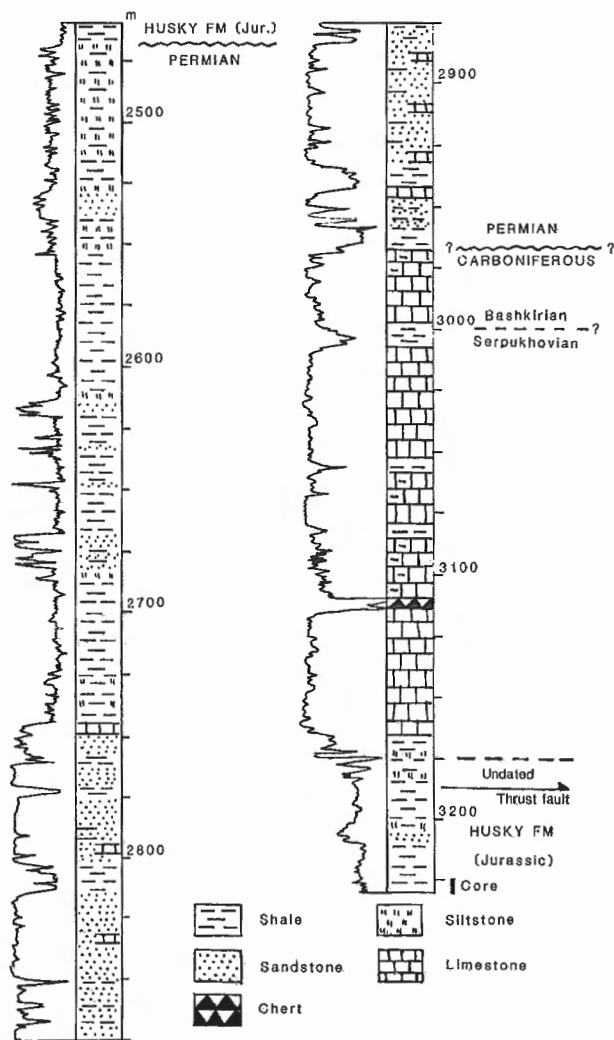 m
HUSKY FM (Jur.)
PERMIAN
2500
2600
2700
2800
2900
PERMIAN
? ?
CARBONIFEROUS
Bashkirian
3000 ?
Serpukhovian
3100
Undated
Thrust fault
3200
HUSKY FM
(Jurassic)
Core
Shale
Siltstone
Sandstone
Limestone
Chert